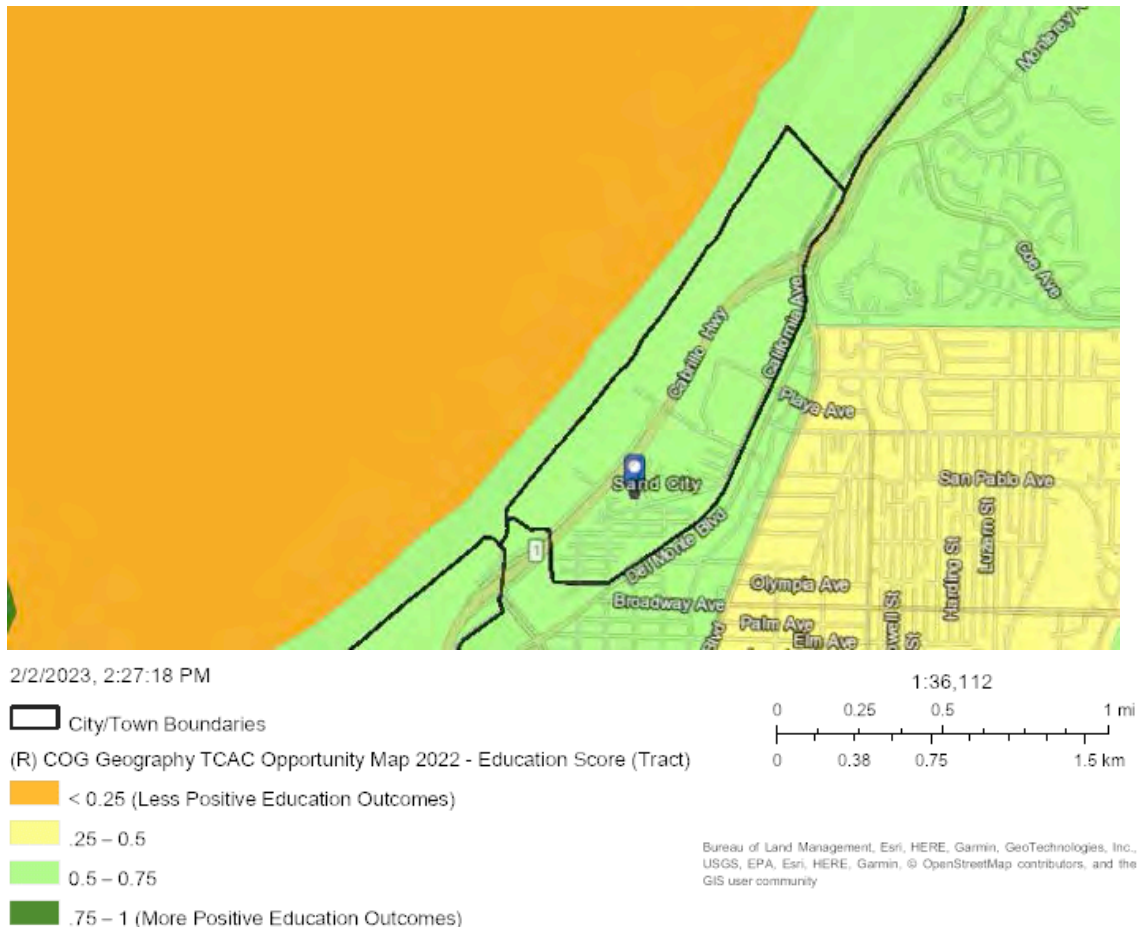 Monterey R
Coe Ave
California Ave
Cabrillo Hwy
Playa Ave
Sand City
San Pablo Ave
Luzern St
Harding St
1
Del Monte Blvd
Olympia Ave
Broadway Ave
Palm Ave
Elm Ave
Blvd
owell St
St
2/2/2023, 2:27:18 PM
City/Town Boundaries
(R) COG Geography TCAC Opportunity Map 2022 - Education Score (Tract)
< 0.25 (Less Positive Education Outcomes)
.25 – 0.5
0.5 – 0.75
.75 – 1 (More Positive Education Outcomes)
1:36,112
0 0.25 0.5 1 mi
0 0.38 0.75 1.5 km
Bureau of Land Management, Esri, HERE, Garmin, GeoTechnologies, Inc.,
USGS, EPA, Esri, HERE, Garmin, © OpenStreetMap contributors, and the
GIS user community